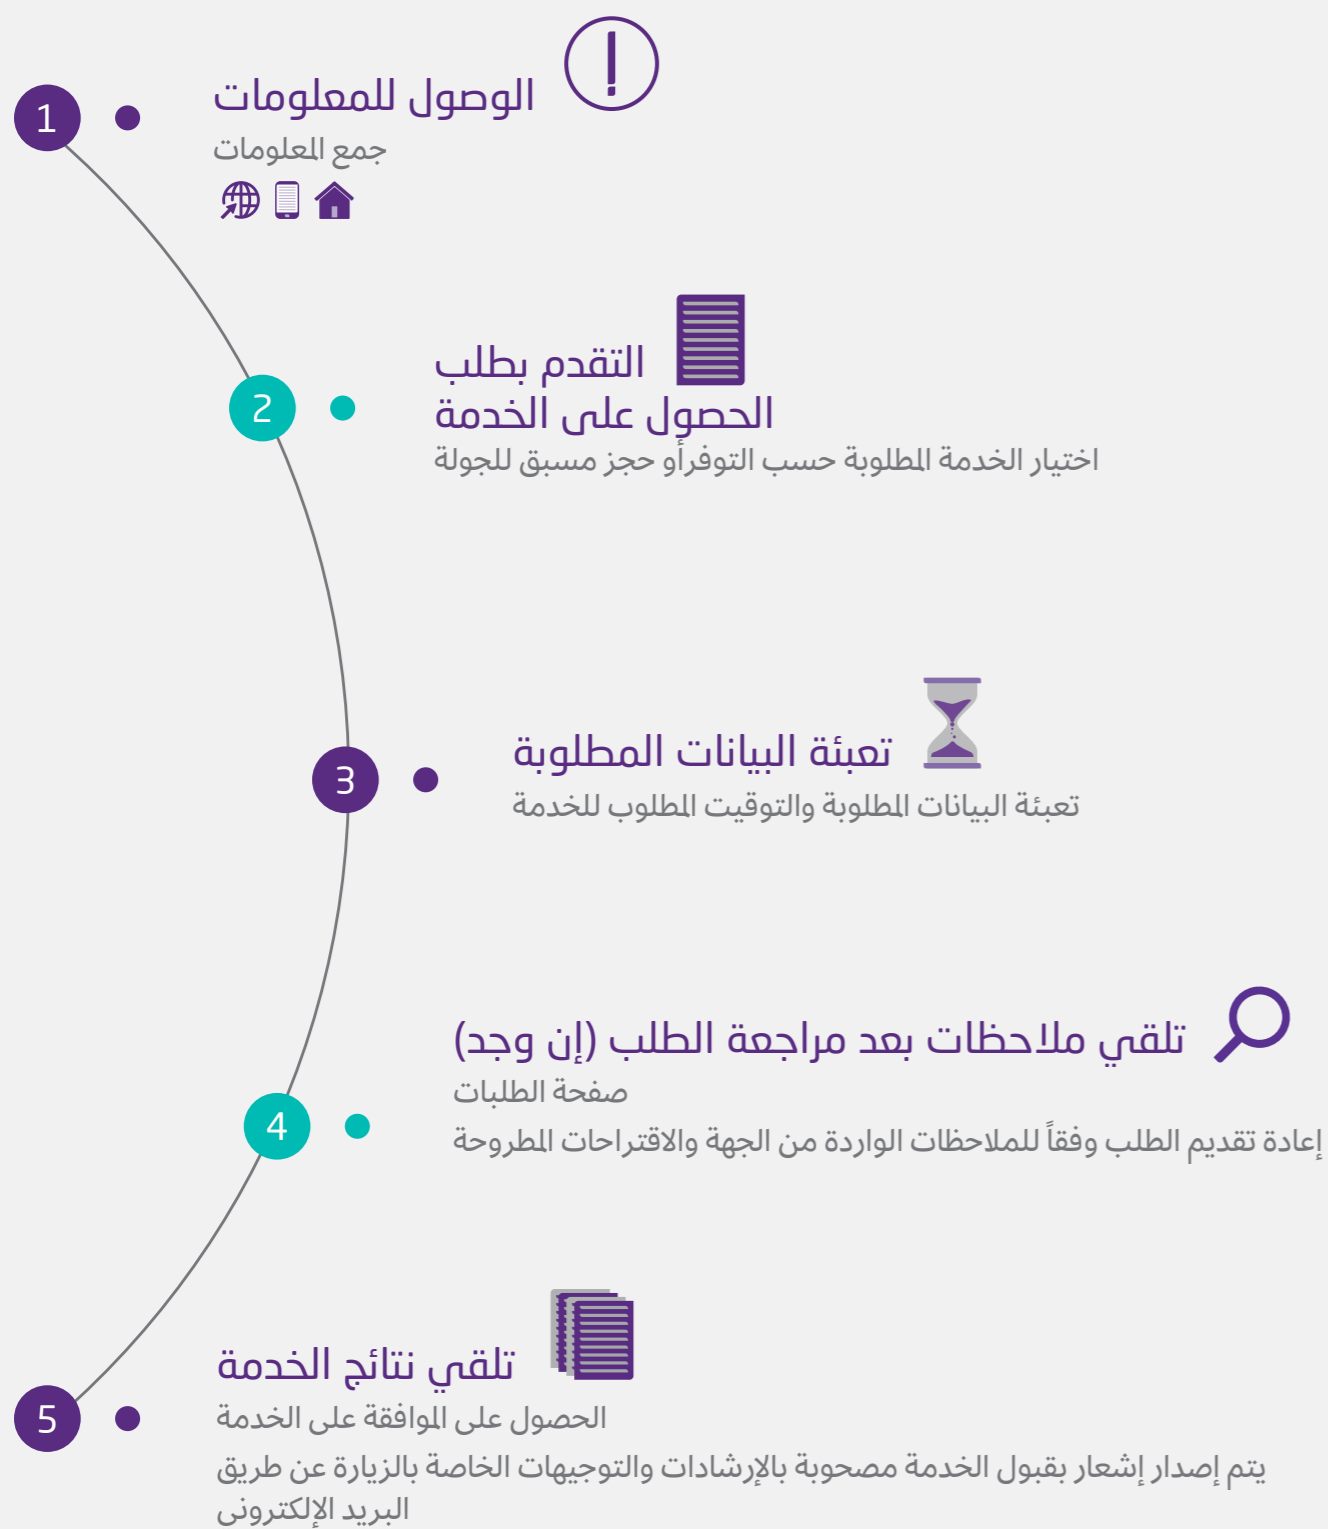 1
الوصول للمعلومات
جمع المعلومات
2
التقدم بطلب
الحصول على الخدمة
اختيار الخدمة المطلوبة حسب التوفرأو حجز مسبق للجولة
3
تعبئة البيانات المطلوبة
تعبئة البيانات المطلوبة والتوقيت المطلوب للخدمة
4
تلقي ملاحظات بعد مراجعة الطلب (إن وجد)
صفحة الطلبات
إعادة تقديم الطلب وفقاً للملاحظات الواردة من الجهة والاقتراحات المطروحة
5
تلقي نتائج الخدمة
الحصول على الموافقة على الخدمة
يتم إصدار إشعار بقبول الخدمة مصحوبة بالإرشادات والتوجيهات الخاصة بالزيارة عن طريق
البريد الإلكتروني